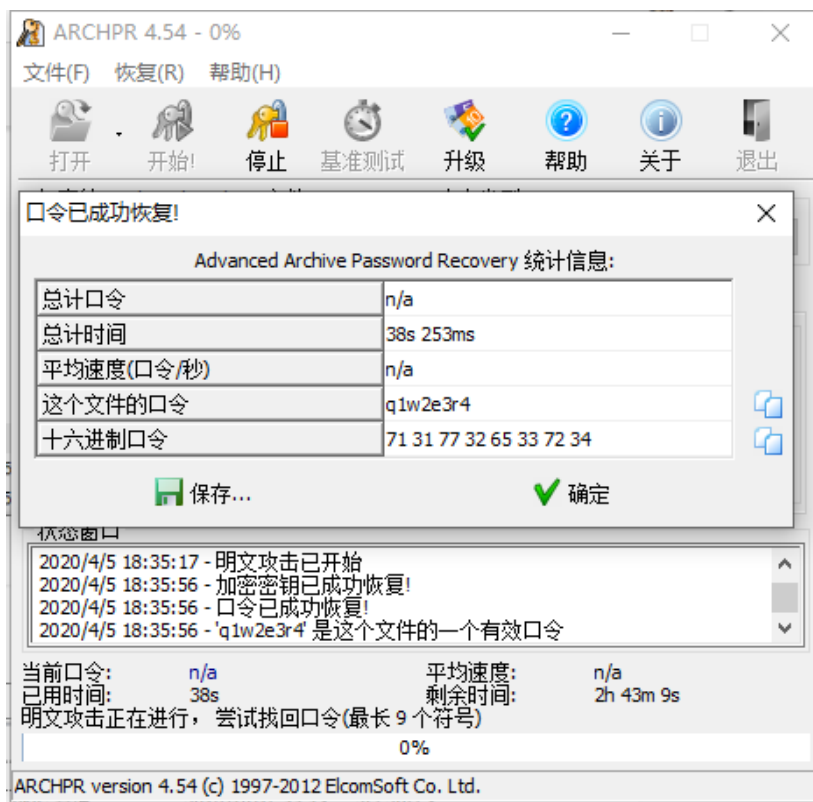 ARCHPR 4.54 - 0%
文件(F) 恢复(R) 帮助(H)
打开 开始! 停止 基准测试 升级 帮助 关于 退出
口令已成功恢复!
Advanced Archive Password Recovery 统计信息:
总计口令 n/a
总计时间 38s 253ms
平均速度(口令/秒) n/a
这个文件的口令 q1w2e3r4
十六进制口令 71 31 77 32 65 33 72 34
保存... 确定
状态窗口
2020/4/5 18:35:17 - 明文攻击已开始
2020/4/5 18:35:56 - 加密密钥已成功恢复!
2020/4/5 18:35:56 - 口令已成功恢复!
2020/4/5 18:35:56 - 'q1w2e3r4' 是这个文件的一个有效口令
当前口令: n/a 平均速度: n/a
已用时间: 38s 剩余时间: 2h 43m 9s
明文攻击正在进行，尝试找回口令(最长 9 个符号)
0%
ARCHPR version 4.54 (c) 1997-2012 ElcomSoft Co. Ltd.